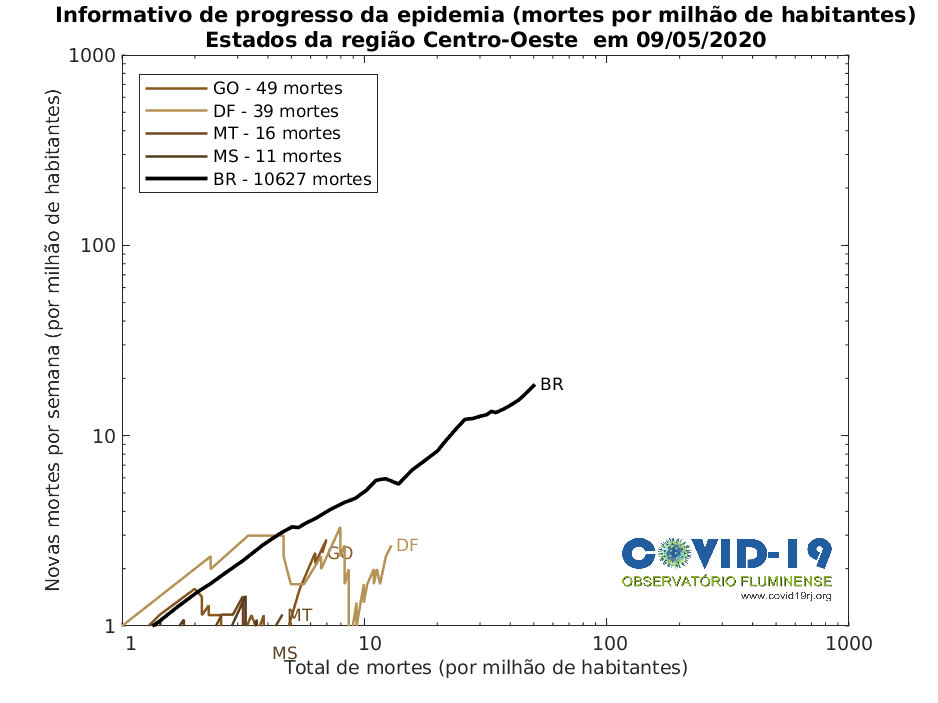 Informativo de progresso da epidemia (mortes por milhão de habitantes)
Estados da região Centro-Oeste em 09/05/2020
1000
100
10
1
Novas mortes por semana (por milhão de habitantes)
GO - 49 mortes
DF - 39 mortes
MT - 16 mortes
MS - 11 mortes
BR - 10627 mortes
BR
DF
GO
MT
MS
COVID-19
OBSERVATÓRIO FLUMINENSE
www.covid19rj.org
1
10
100
1000
Total de mortes (por milhão de habitantes)